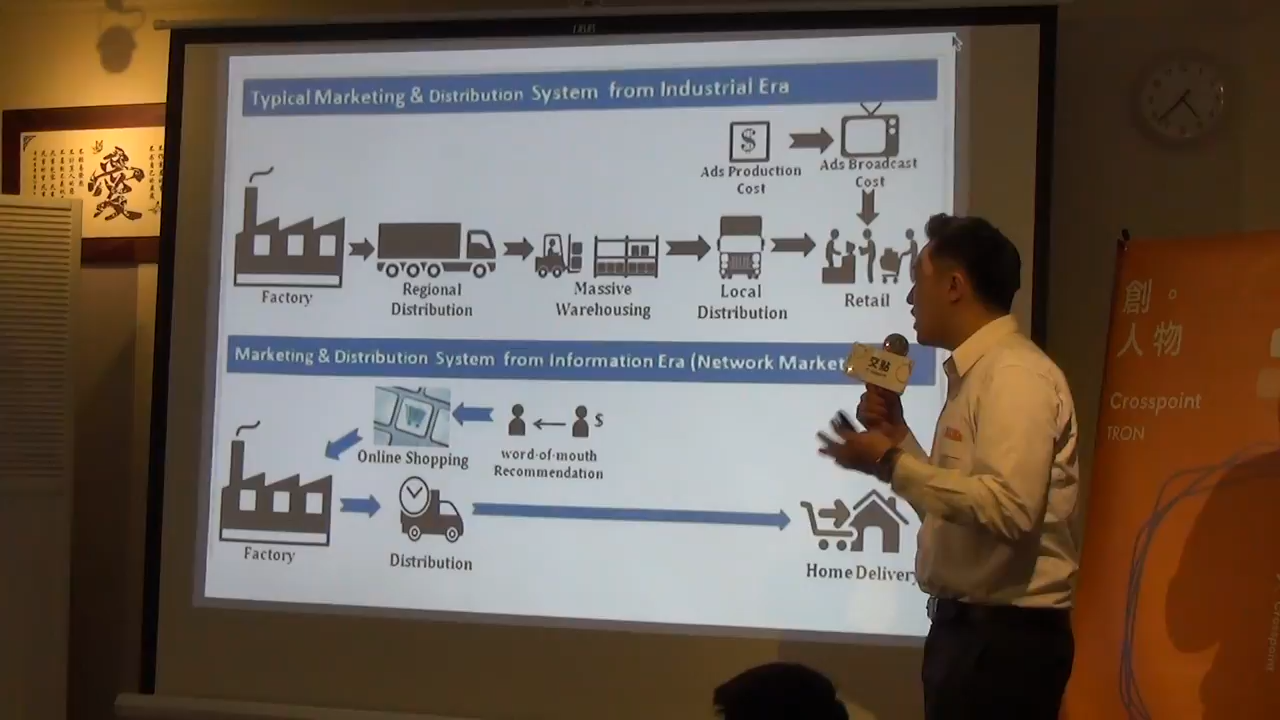 Typical Marketing & Distribution System from Industrial Era
$
Ads Production
Cost
Ads Broadcast
Cost
Factory
Regional
Distribution
Massive
Warehousing
Local
Distribution
Retail
Marketing & Distribution System from Information Era (Network Market
Online Shopping
$
word-of-mouth
Recommendation
Factory
Distribution
Home Delivery
愛
交點
創。
人物
Crosspoint
TRON